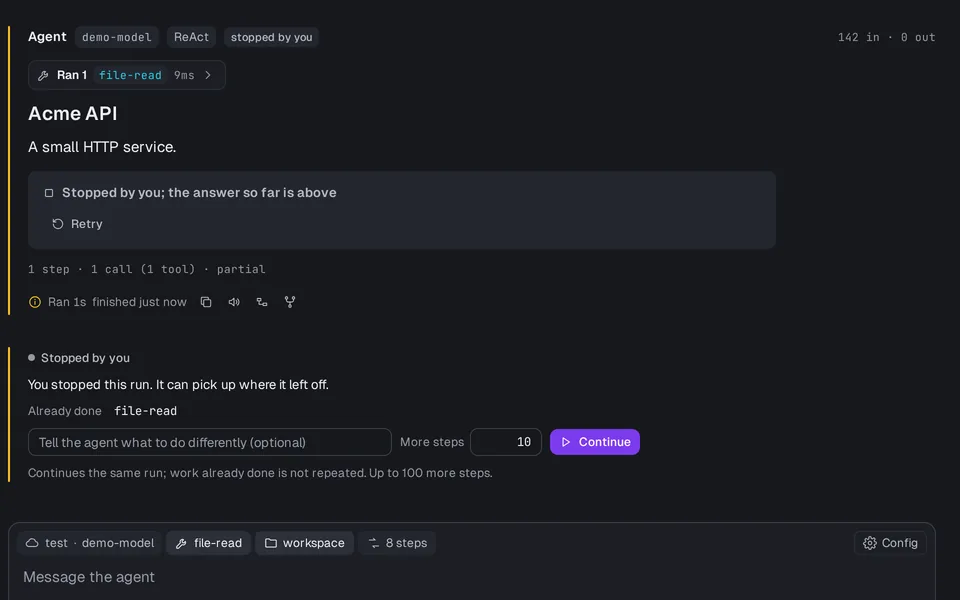 Agent demo-model ReAct stopped by you 142 in · 0 out
Ran 1 file-read 9ms
Acme API
A small HTTP service.
Stopped by you; the answer so far is above
Retry
1 step · 1 call (1 tool) · partial
Ran 1s finished just now
Stopped by you
You stopped this run. It can pick up where it left off.
Already done file-read
Tell the agent what to do differently (optional) More steps 10 Continue
Continues the same run; work already done is not repeated. Up to 100 more steps.
test · demo-model file-read workspace 8 steps Config
Message the agent